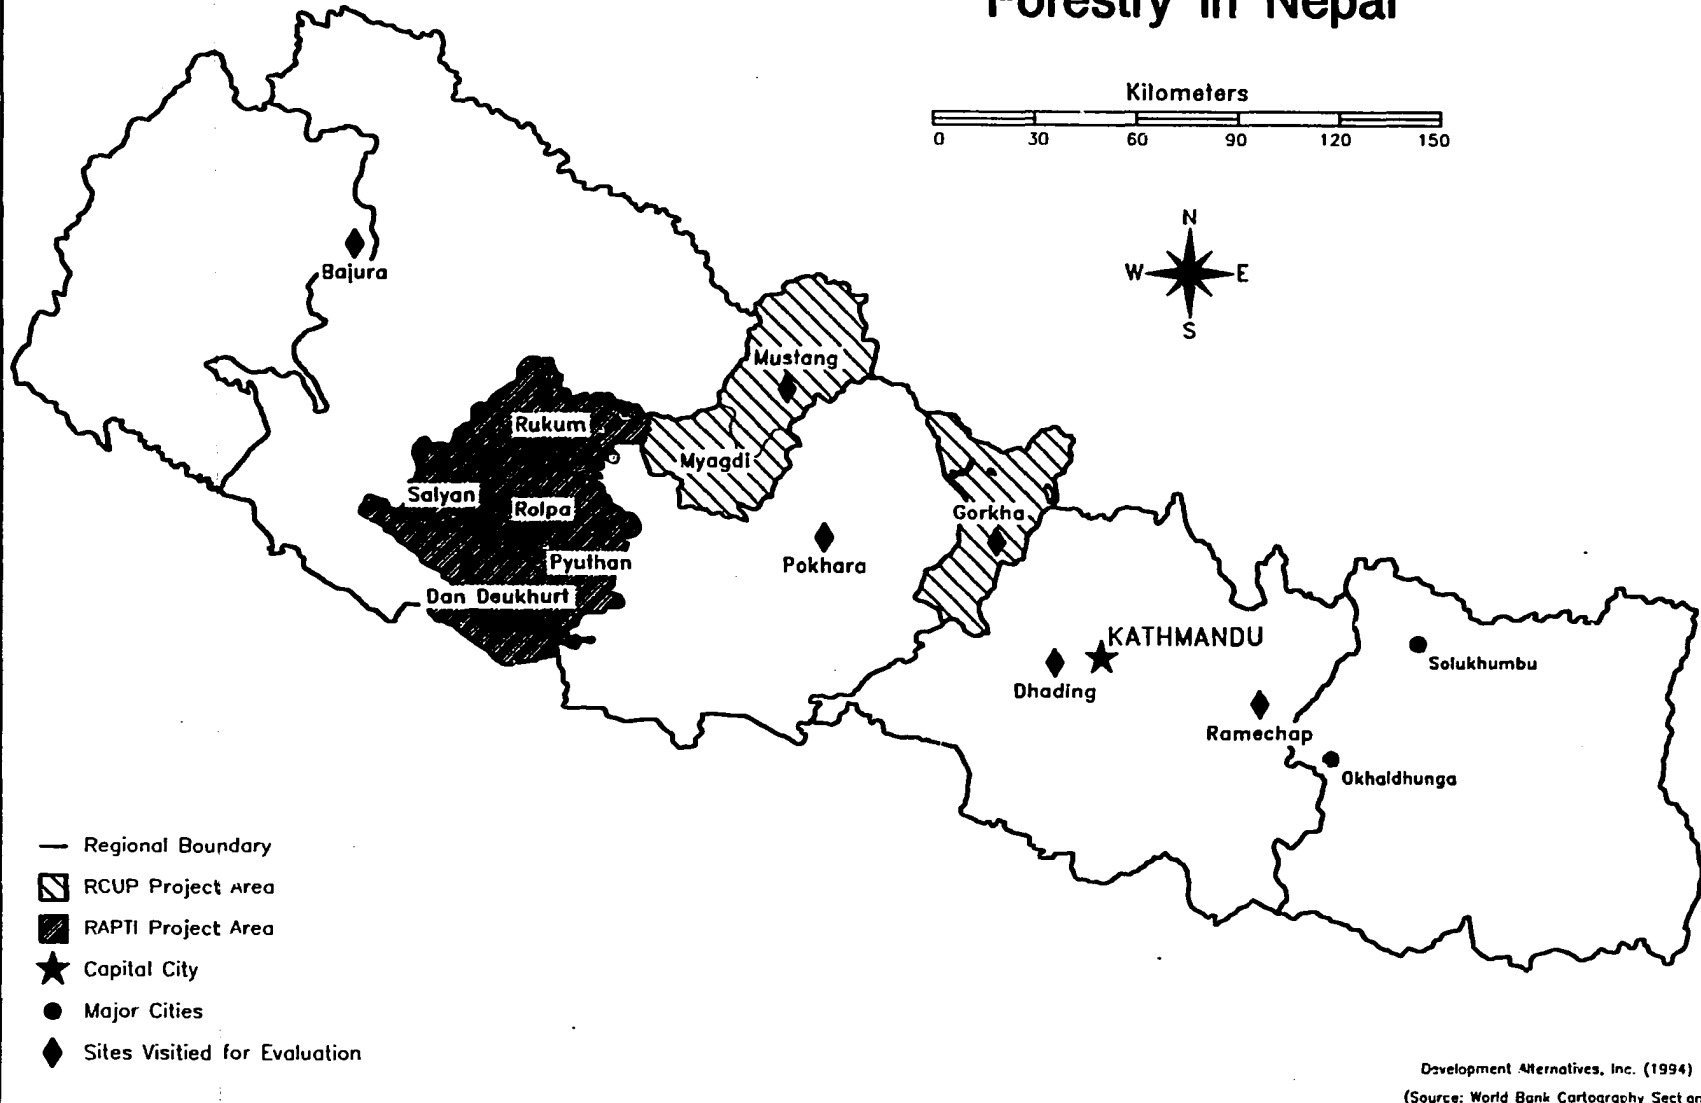 Forestry in Nepal
Kilometers
0 30 60 90 120 150
N
W E
S
Bajura
Mustang
Rukum
Myagdi
Salyan
Rolpa
Gorkha
Pyuthan
Pokhara
Dan Deukhurt
KATHMANDU
Solukhumbu
Dhading
Ramechap
Okhaldhunga
Regional Boundary
RCUP Project Area
RAPTI Project Area
Capital City
Major Cities
Sites Visitied for Evaluation
Development Alternatives, Inc. (1994)
(Source: World Bank Cartography Section